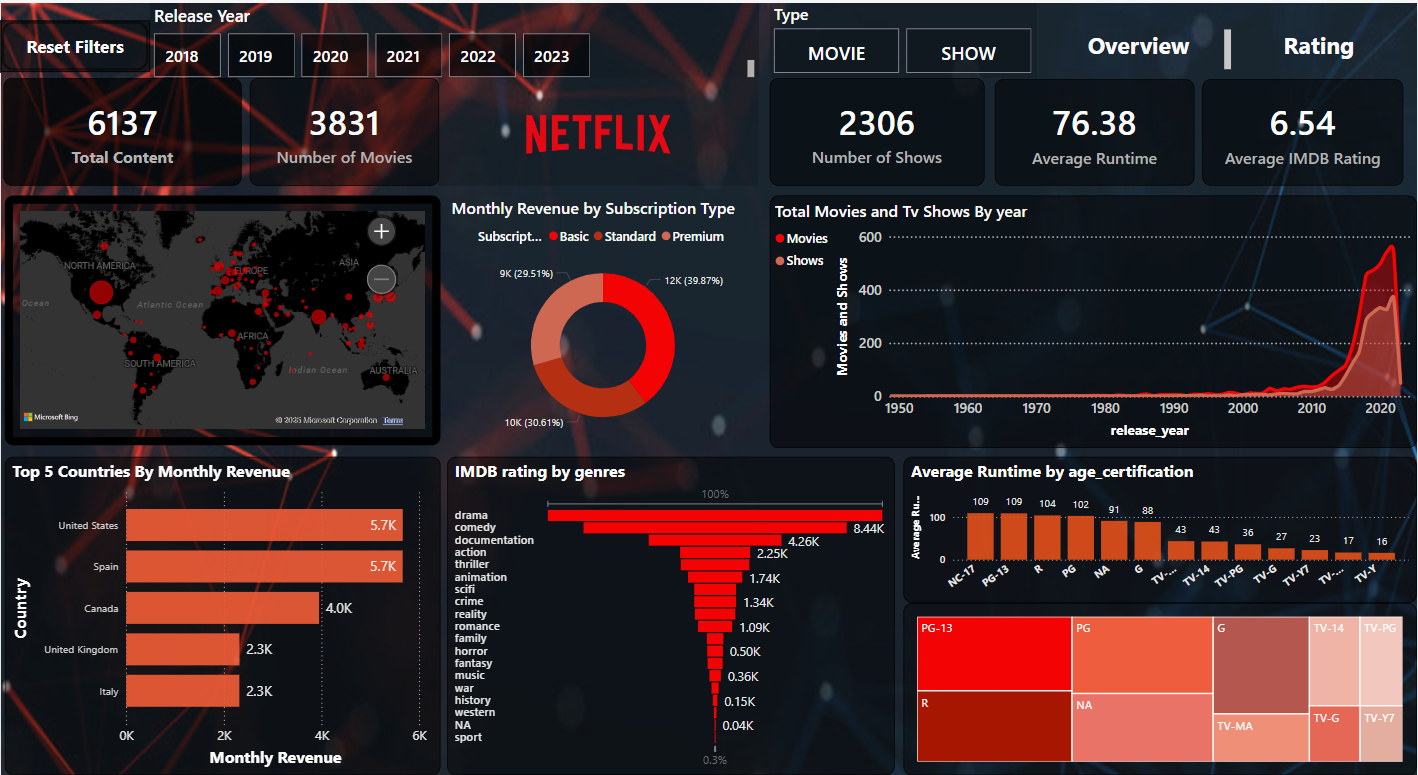 Release Year
Type
Reset Filters
2018
2019
2020
2021
2022
2023
MOVIE
SHOW
Overview
Rating
6137
Total Content
3831
Number of Movies
NETFLIX
2306
Number of Shows
76.38
Average Runtime
6.54
Average IMDB Rating
NORTH AMERICA
EUROPE
ASIA
Ocean
Atlantic Ocean
AFRICA
SOUTH AMERICA
Indian Ocean
AUSTRALIA
Microsoft Bing
© 2025 Microsoft Corporation Terms
Monthly Revenue by Subscription Type
Subscript... Basic Standard Premium
9K (29.51%)
12K (39.87%)
10K (30.61%)
Total Movies and Tv Shows By year
Movies
Shows
Movies and Shows
600
400
200
0
1950 1960 1970 1980 1990 2000 2010 2020
release_year
Top 5 Countries By Monthly Revenue
Country
United States 5.7K
Spain 5.7K
Canada 4.0K
United Kingdom 2.3K
Italy 2.3K
0K 2K 4K 6K
Monthly Revenue
IMDB rating by genres
100%
drama
comedy 8.44K
documentation 4.26K
action 2.25K
thriller
animation 1.74K
scifi
crime 1.34K
reality
romance 1.09K
family
horror 0.50K
fantasy
music 0.36K
war
history 0.15K
western
NA 0.04K
sport
0.3%
Average Runtime by age_certification
Average Ru...
100
0
109 109 104 102 91 88 43 43 36 27 23 17 16
NC-17 PG-13 R PG NA G TV-... TV-14 TV-PG TV-G TV-Y7 TV-... TV-Y
PG-13
PG
G
TV-14
TV-PG
R
NA
TV-MA
TV-G
TV-Y7